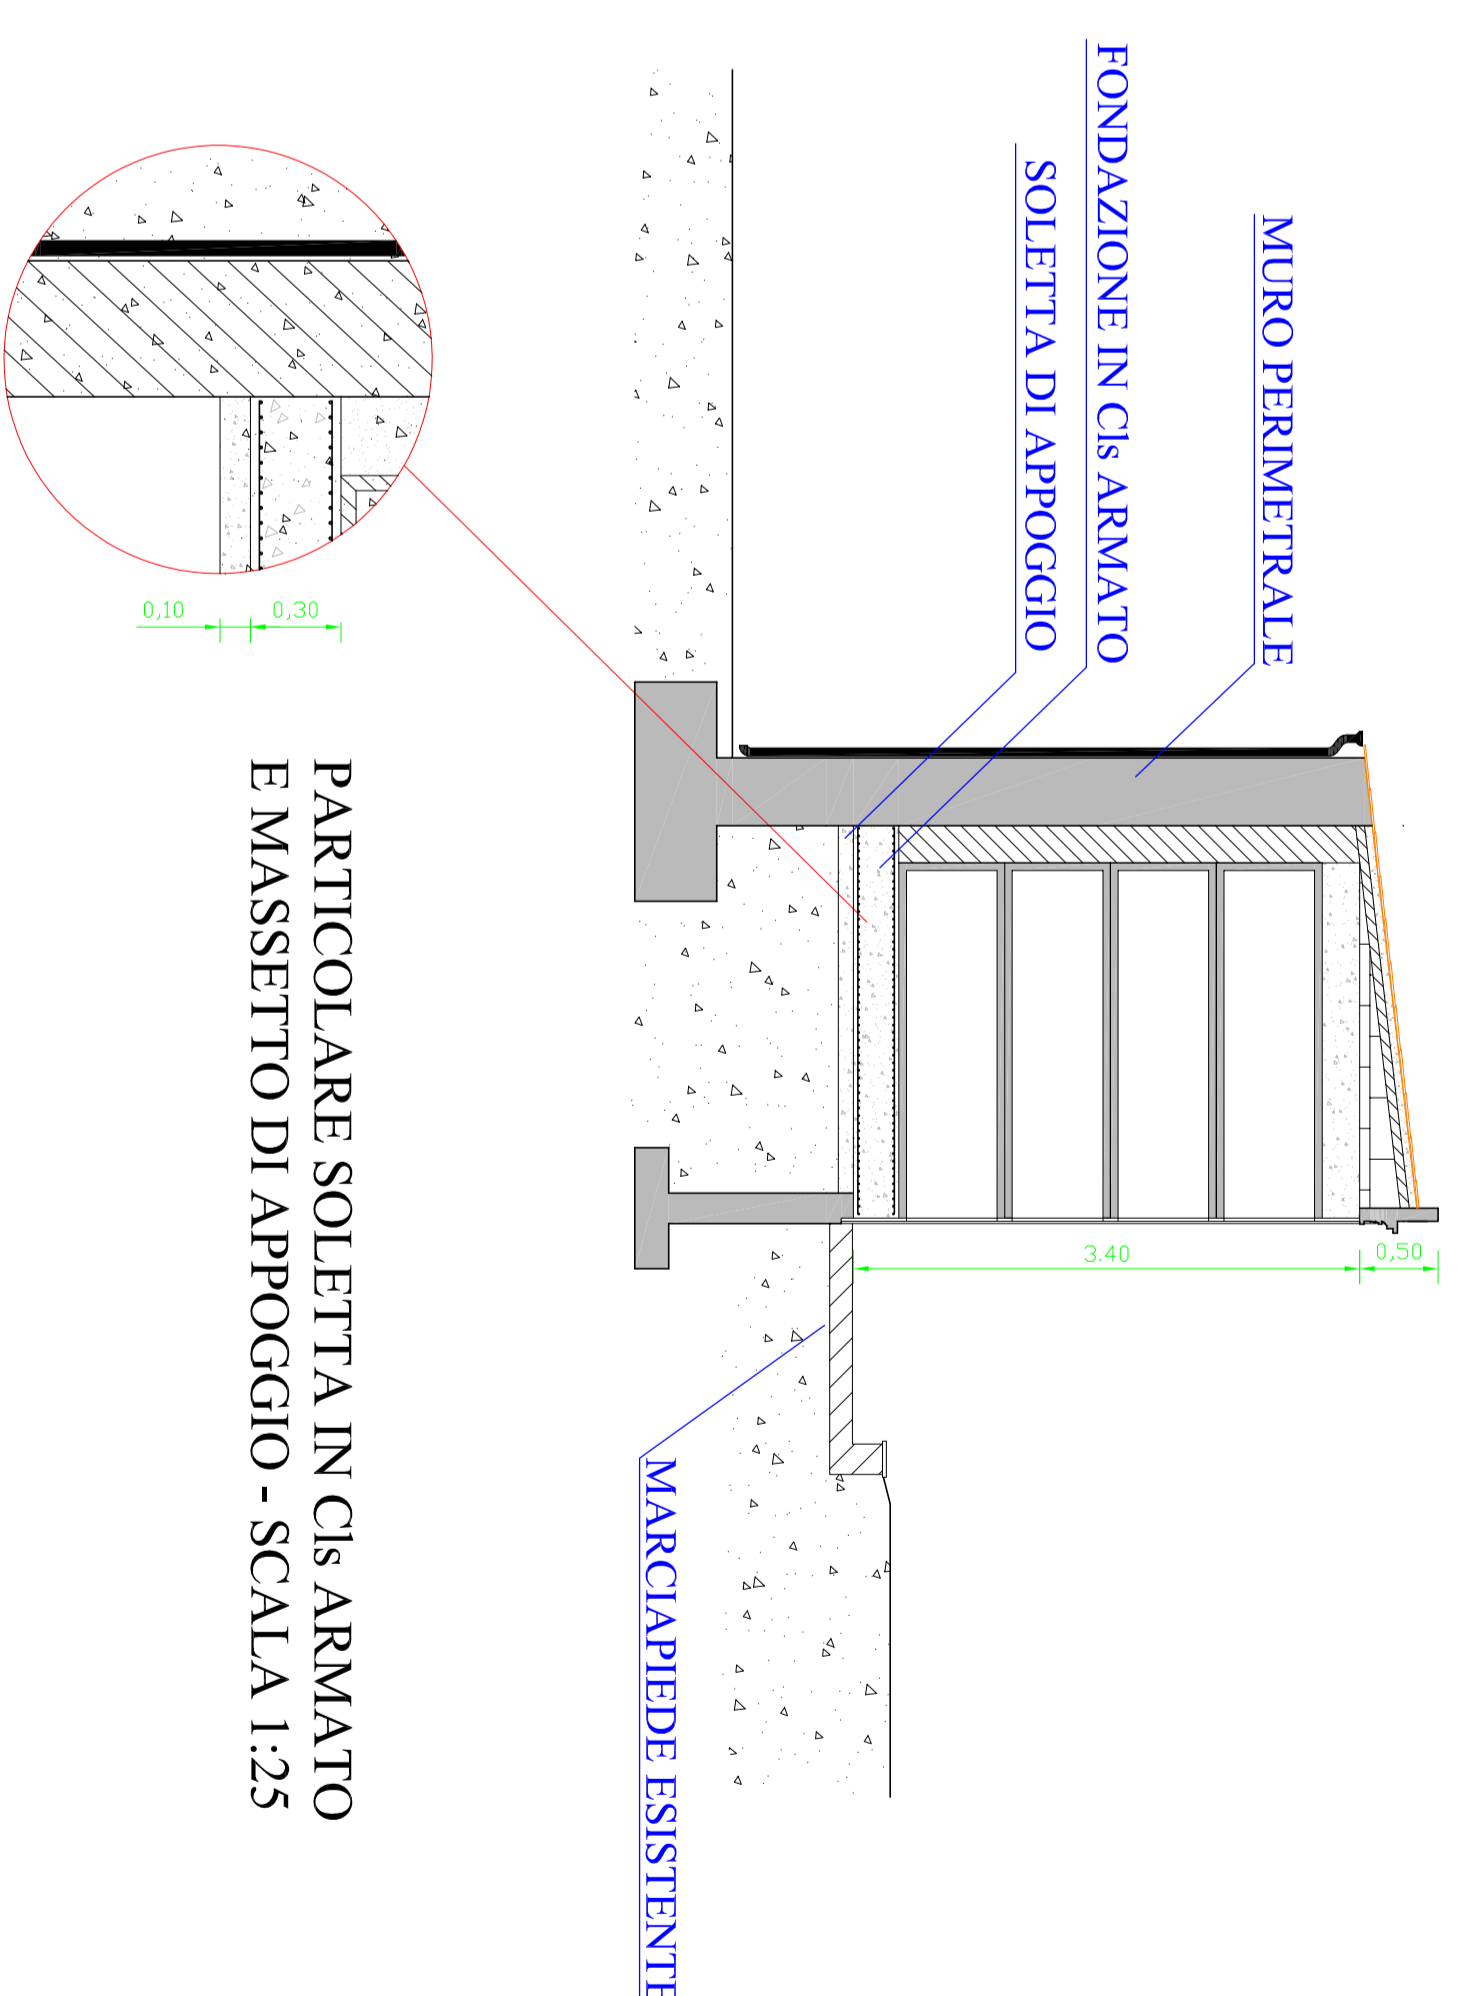 MURO PERIMETRALE
FONDAZIONE IN Cls ARMATO
SOLETTA DI APPOGGIO
0,50
3.40
MARCIAPIEDE ESISTENTE
0,30
0,10
PARTICOLARE SOLETTA IN Cls ARMATO
E MASSETTO DI APPOGGIO - SCALA 1:25